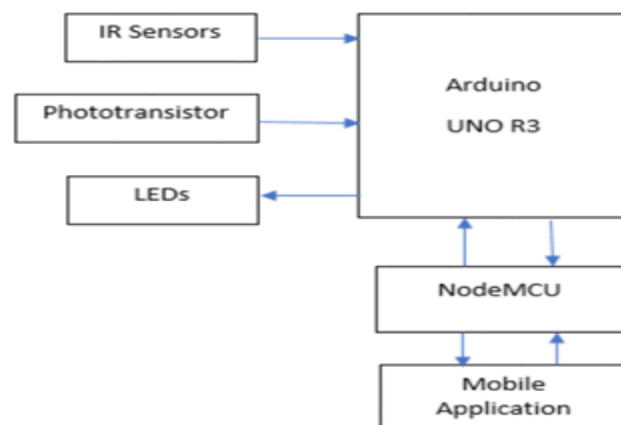 IR Sensors
Arduino
UNO R3
Phototransistor
LEDs
NodeMCU
Mobile
Application